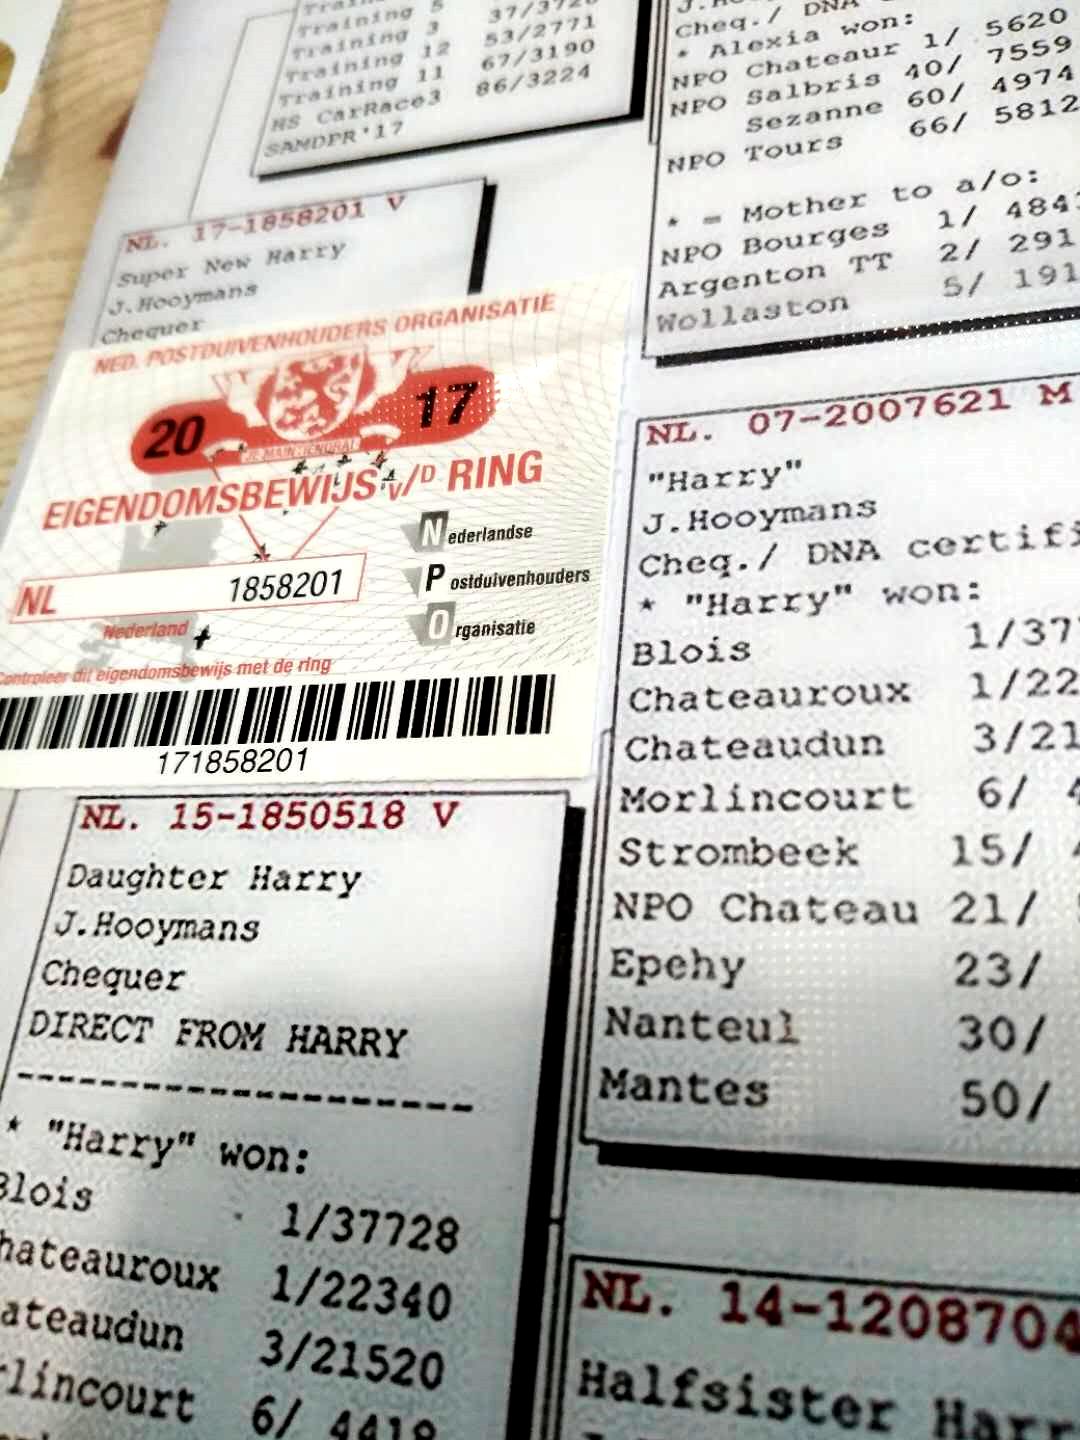 Training 5 37/3728
Training 3 53/2771
Training 12 67/3190
Training 11 86/3224
HS CarRace3
SAMDPR'17
Cheq./ DNA
* Alexia won:
NPO Chateaur 1/ 5620
NPO Salbris 40/ 7559
Sezanne 60/ 4974
NPO Tours 66/ 5812
* = Mother to a/o:
NPO Bourges 1/ 484
Argenton TT 2/ 291
Wollaston 5/ 191
NL. 17-1858201 V
Super New Harry
J.Hooymans
Chequer
NED. POSTDUIVENHOUDERS ORGANISATIE
20 17
JE MAINTIENDRAI
EIGENDOMSBEWIJS V/D RING
Nederlandse
Postduivenhouders
Organisatie
NL 1858201
Nederland
Controleer dit eigendomsbewijs met de ring
171858201
NL. 07-2007621 M
"Harry"
J.Hooymans
Cheq./ DNA certifi
* "Harry" won:
Blois 1/37
Chateauroux 1/22
Chateaudun 3/21
Morlincourt 6/ 4
Strombeek 15/
NPO Chateau 21/
Epehy 23/
Nanteul 30/
Mantes 50/
NL. 15-1850518 V
Daughter Harry
J.Hooymans
Chequer
DIRECT FROM HARRY
--------------------
* "Harry" won:
Blois 1/37728
hateauroux 1/22340
ateaudun 3/21520
rlincourt 6/ 4418
NL. 14-1208704
Halfsister Harr